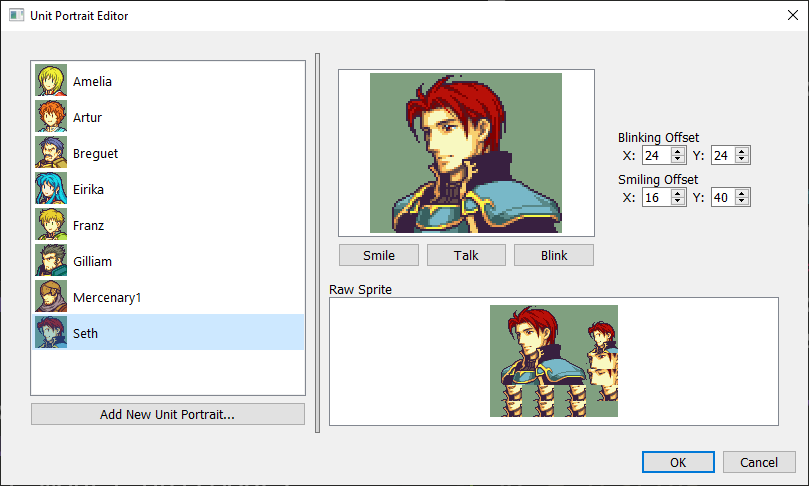 Unit Portrait Editor
Amelia
Artur
Breguet
Eirika
Franz
Gilliam
Mercenary1
Seth
Add New Unit Portrait...
Smile Talk Blink
Blinking Offset
X: 24 Y: 24
Smiling Offset
X: 16 Y: 40
Raw Sprite
OK Cancel